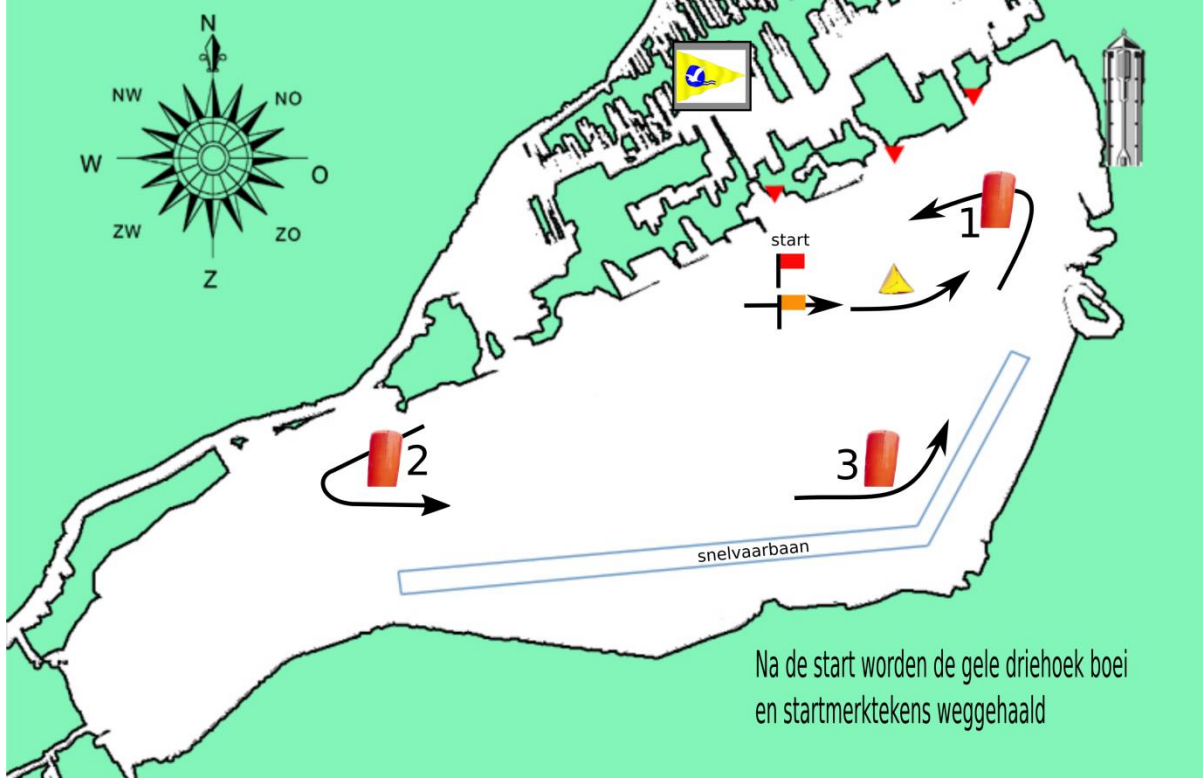 N
NW
NO
W
O
ZW
ZO
Z
start
1
2
3
snelvaarbaan
Na de start worden de gele driehoek boei
en startmerktekens weggehaald